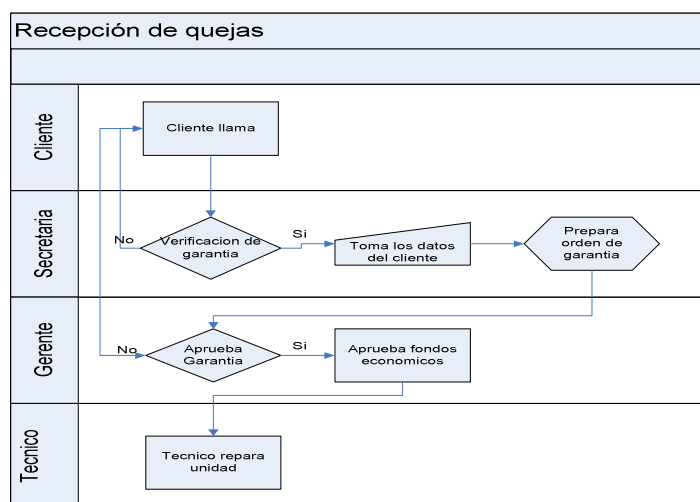 Recepción de quejas
Cliente
Cliente llama
Secretaria
No
Verificacion de
garantia
Si
Toma los datos
del cliente
Prepara
orden de
garantia
Gerente
No
Aprueba
Garantia
Si
Aprueba fondos
economicos
Tecnico
Tecnico repara
unidad